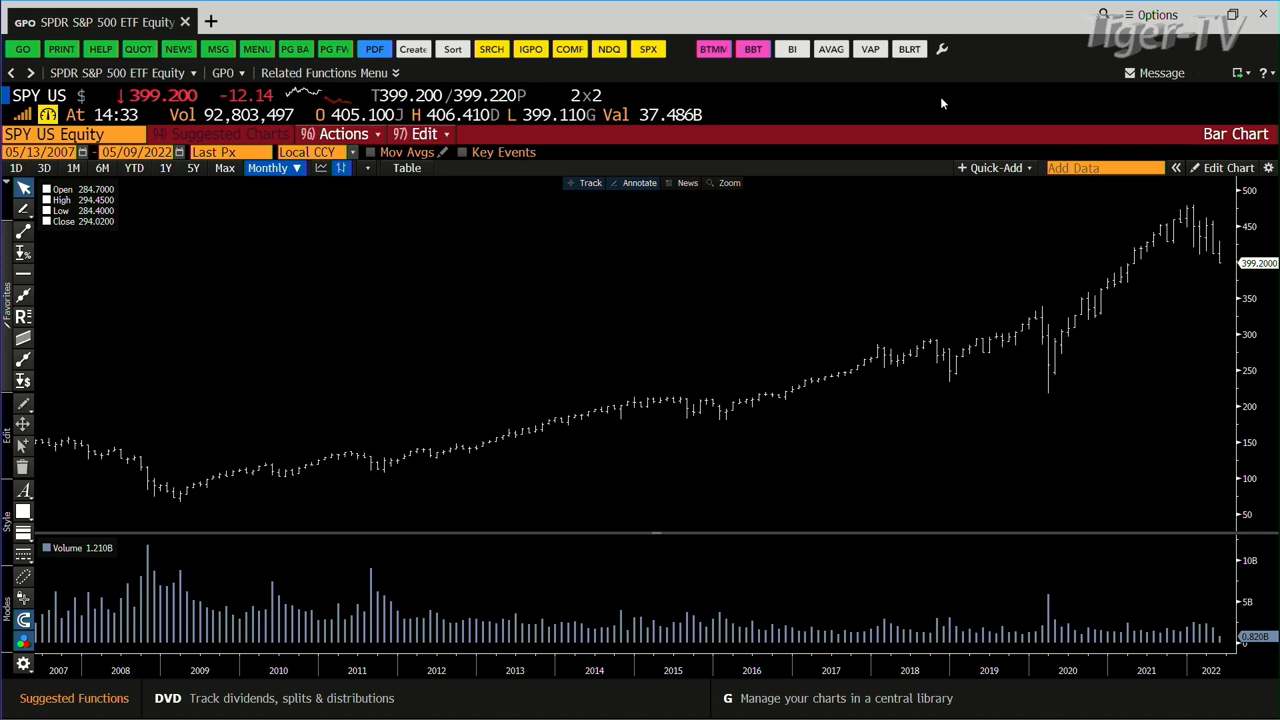 GPO SPDR S&P 500 ETF Equity
Options
Tiger-TV
GO PRINT HELP QUOT NEWS MSG MENU PG BA PG FW PDF Create Sort SRCH IGPO COMF NDQ SPX BTMM BBT BI AVAG VAP BLRT
SPDR S&P 500 ETF Equity GPO Related Functions Menu Message ?
SPY US $ ↓399.200 -12.14 T399.200/399.220P 2x2
At 14:33 Vol 92,803,497 O 405.100J H 406.410D L 399.110G Val 37.486B
SPY US Equity 94) Suggested Charts 96) Actions 97) Edit Bar Chart
05/13/2007 - 05/09/2022 Last Px Local CCY Mov Avgs Key Events
1D 3D 1M 6M YTD 1Y 5Y Max Monthly ▼ Table + Quick-Add Add Data « Edit Chart
Track Annotate News Zoom
Open 284.7000
High 294.4500
Low 284.4000
Close 294.0200
500
450
399.2000
350
300
250
200
150
100
50
Favorites
Edit
Style
Modes
Volume 1.210B
10B
5B
0.820B
0
2007 2008 2009 2010 2011 2012 2013 2014 2015 2016 2017 2018 2019 2020 2021 2022
Suggested Functions DVD Track dividends, splits & distributions G Manage your charts in a central library